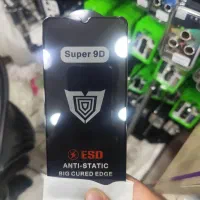 Super 9D
ESD
ANTI-STATIC
BIG CURED EDGE